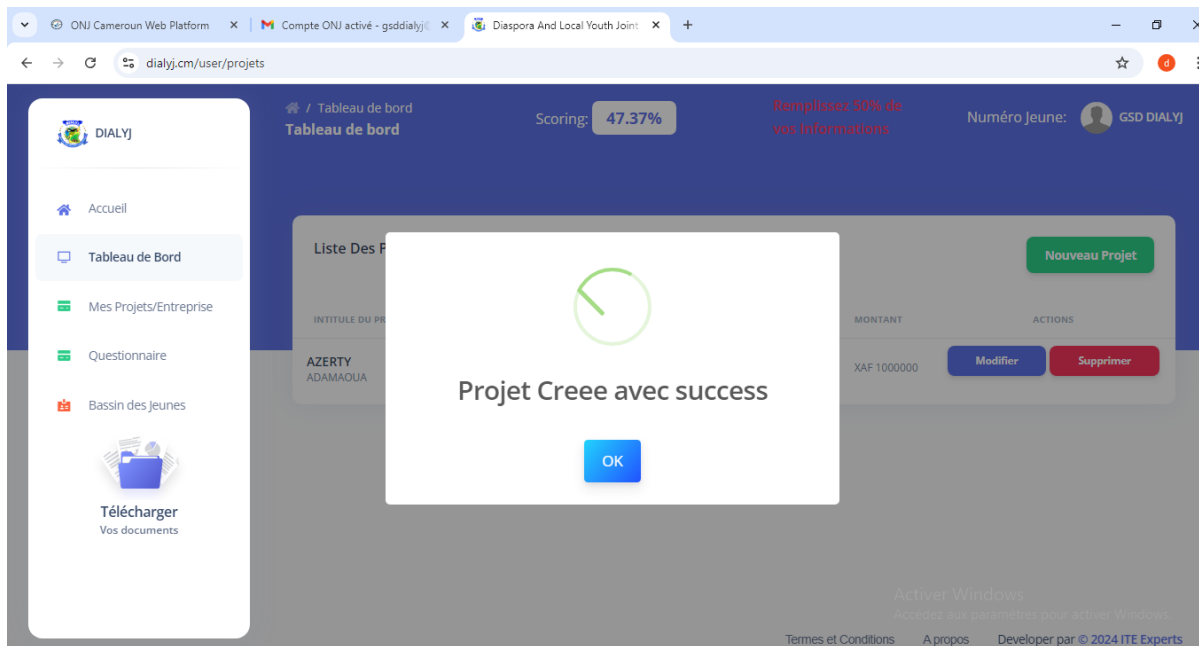 ONJ Cameroun Web Platform
Compte ONJ activé - gsddialyj@
Diaspora And Local Youth Joint
dialyj.cm/user/projets
d
DIALYJ
/ Tableau de bord
Tableau de bord
Scoring: 47.37%
Remplissez 50% de
vos informations
Numéro Jeune:
GSD DIALYJ
Accueil
Tableau de Bord
Mes Projets/Entreprise
Questionnaire
Bassin des Jeunes
Télécharger
Vos documents
Liste Des P
Nouveau Projet
INTITULE DU PR
MONTANT
ACTIONS
AZERTY
ADAMAOUA
XAF 1000000
Modifier
Supprimer
Projet Creee avec success
OK
Activer Windows
Accédez aux paramètres pour activer Windows.
Termes et Conditions
A propos
Developer par © 2024 ITE Experts